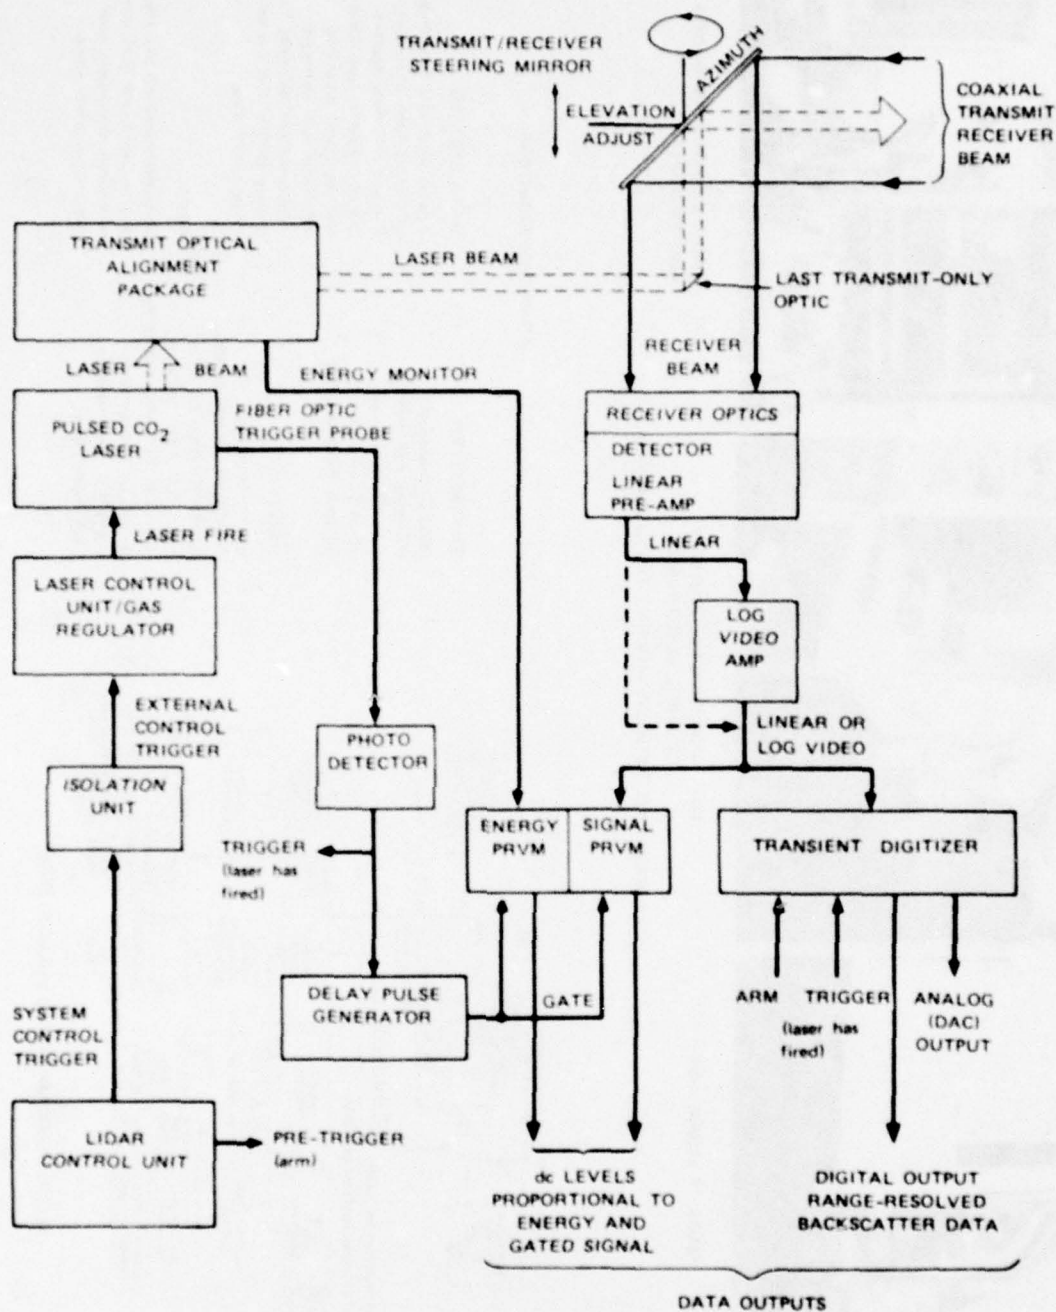 TRANSMIT/RECEIVER
STEERING MIRROR
AZIMUTH
ELEVATION
ADJUST
COAXIAL
TRANSMIT
RECEIVER
BEAM
TRANSMIT OPTICAL
ALIGNMENT
PACKAGE
LASER BEAM
LAST TRANSMIT-ONLY
OPTIC
LASER BEAM
ENERGY MONITOR
RECEIVER
BEAM
PULSED CO2
LASER
FIBER OPTIC
TRIGGER PROBE
RECEIVER OPTICS
DETECTOR
LINEAR
PRE-AMP
LASER FIRE
LINEAR
LASER CONTROL
UNIT/GAS
REGULATOR
LOG
VIDEO
AMP
EXTERNAL
CONTROL
TRIGGER
PHOTO
DETECTOR
LINEAR OR
LOG VIDEO
ISOLATION
UNIT
ENERGY
PRVM
SIGNAL
PRVM
TRANSIENT DIGITIZER
TRIGGER
(laser has
fired)
DELAY PULSE
GENERATOR
GATE
ARM
TRIGGER
(laser has
fired)
ANALOG
(DAC)
OUTPUT
SYSTEM
CONTROL
TRIGGER
LIDAR
CONTROL UNIT
PRE-TRIGGER
(arm)
dc LEVELS
PROPORTIONAL TO
ENERGY AND
GATED SIGNAL
DIGITAL OUTPUT
RANGE-RESOLVED
BACKSCATTER DATA
DATA OUTPUTS